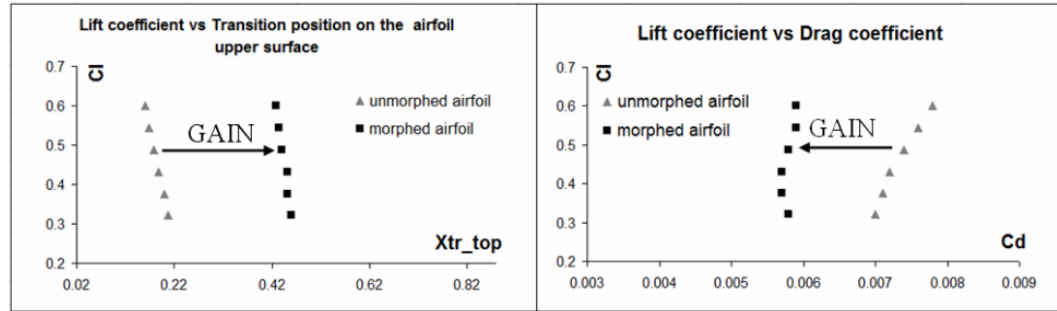 Lift coefficient vs Transition position on the airfoil
upper surface
Cl
0.7
0.6
0.5
0.4
0.3
0.2
unmorphed airfoil
morphed airfoil
GAIN
Xtr_top
0.02 0.22 0.42 0.62 0.82
Lift coefficient vs Drag coefficient
Cl
0.7
0.6
0.5
0.4
0.3
0.2
unmorphed airfoil
morphed airfoil
GAIN
Cd
0.003 0.004 0.005 0.006 0.007 0.008 0.009